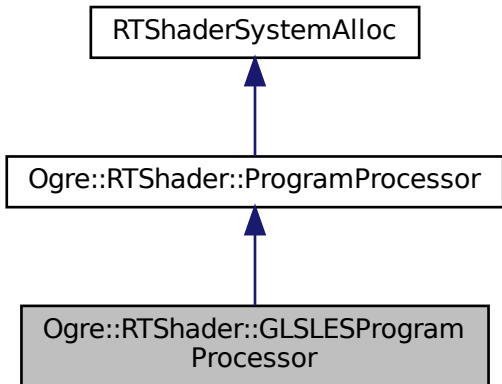 RTShaderSystemAlloc
Ogre::RTShader::ProgramProcessor
Ogre::RTShader::GLSLESProgram
Processor